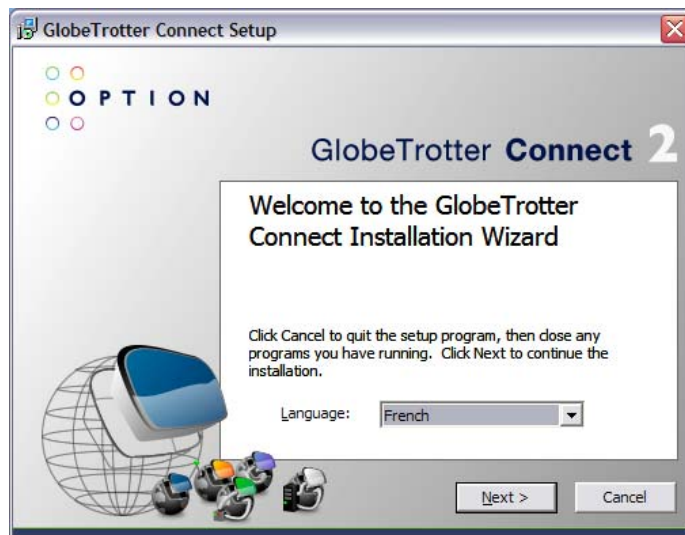 GlobeTrotter Connect Setup
OPTION
GlobeTrotter Connect 2
Welcome to the GlobeTrotter
Connect Installation Wizard
Click Cancel to quit the setup program, then close any
programs you have running. Click Next to continue the
installation.
Language: French
Next > Cancel